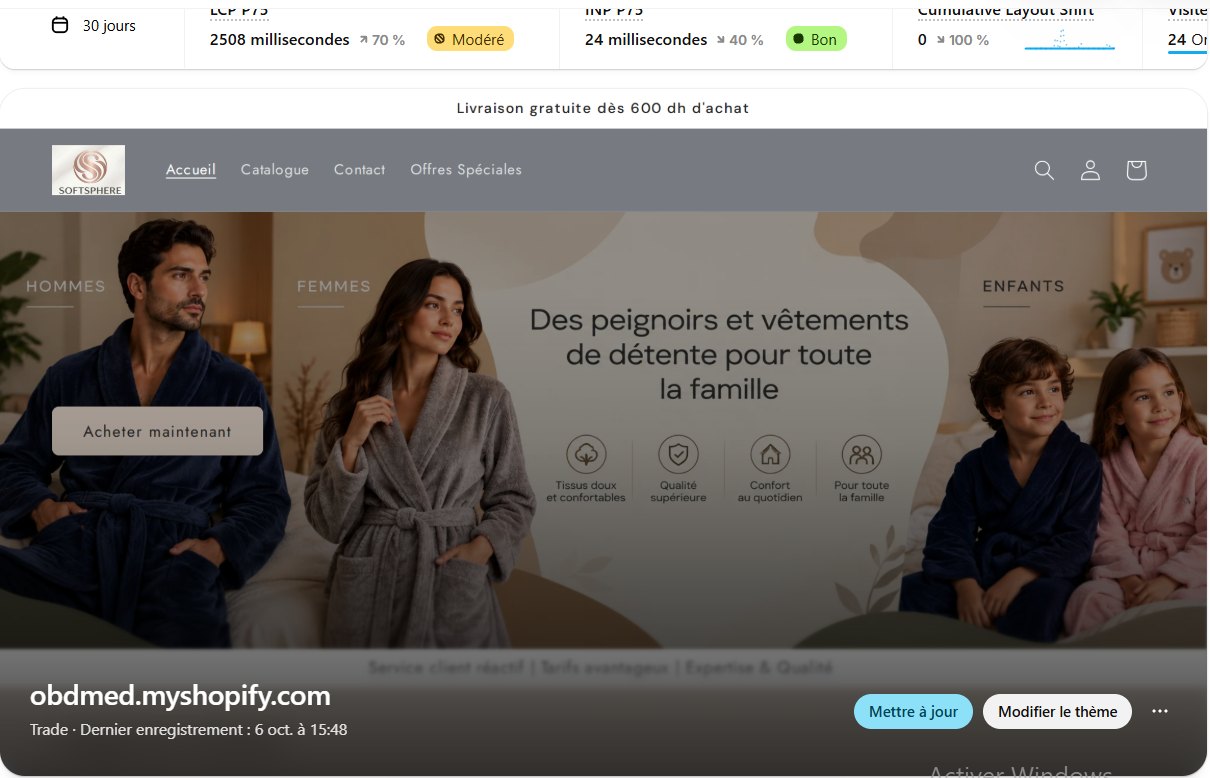 LCP P75
INP P75
Cumulative Layout Shift
30 jours
2508 millisecondes ↗ 70 % Modéré
24 millisecondes ↘ 40 % Bon
0 ↘ 100 %
24
Livraison gratuite dès 600 dh d'achat
SOFTSPHERE
Accueil Catalogue Contact Offres Spéciales
HOMMES
FEMMES
ENFANTS
Des peignoirs et vêtements
de détente pour toute
la famille
Acheter maintenant
Tissus doux
et confortables
Qualité
supérieure
Confort
au quotidien
Pour toute
la famille
Service client réactif | Tarifs avantageux | Expertise & Qualité
obdmed.myshopify.com
Trade · Dernier enregistrement : 6 oct. à 15:48
Mettre à jour
Modifier le thème
Activer Windows